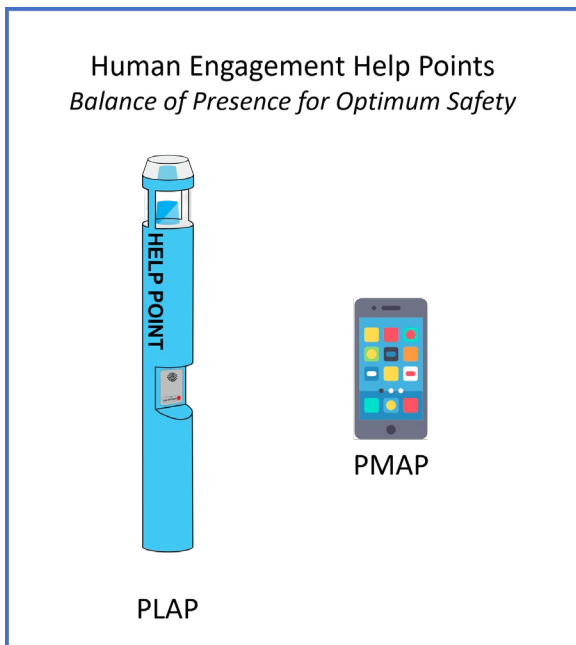 Human Engagement Help Points
Balance of Presence for Optimum Safety
HELP POINT
PMAP
PLAP